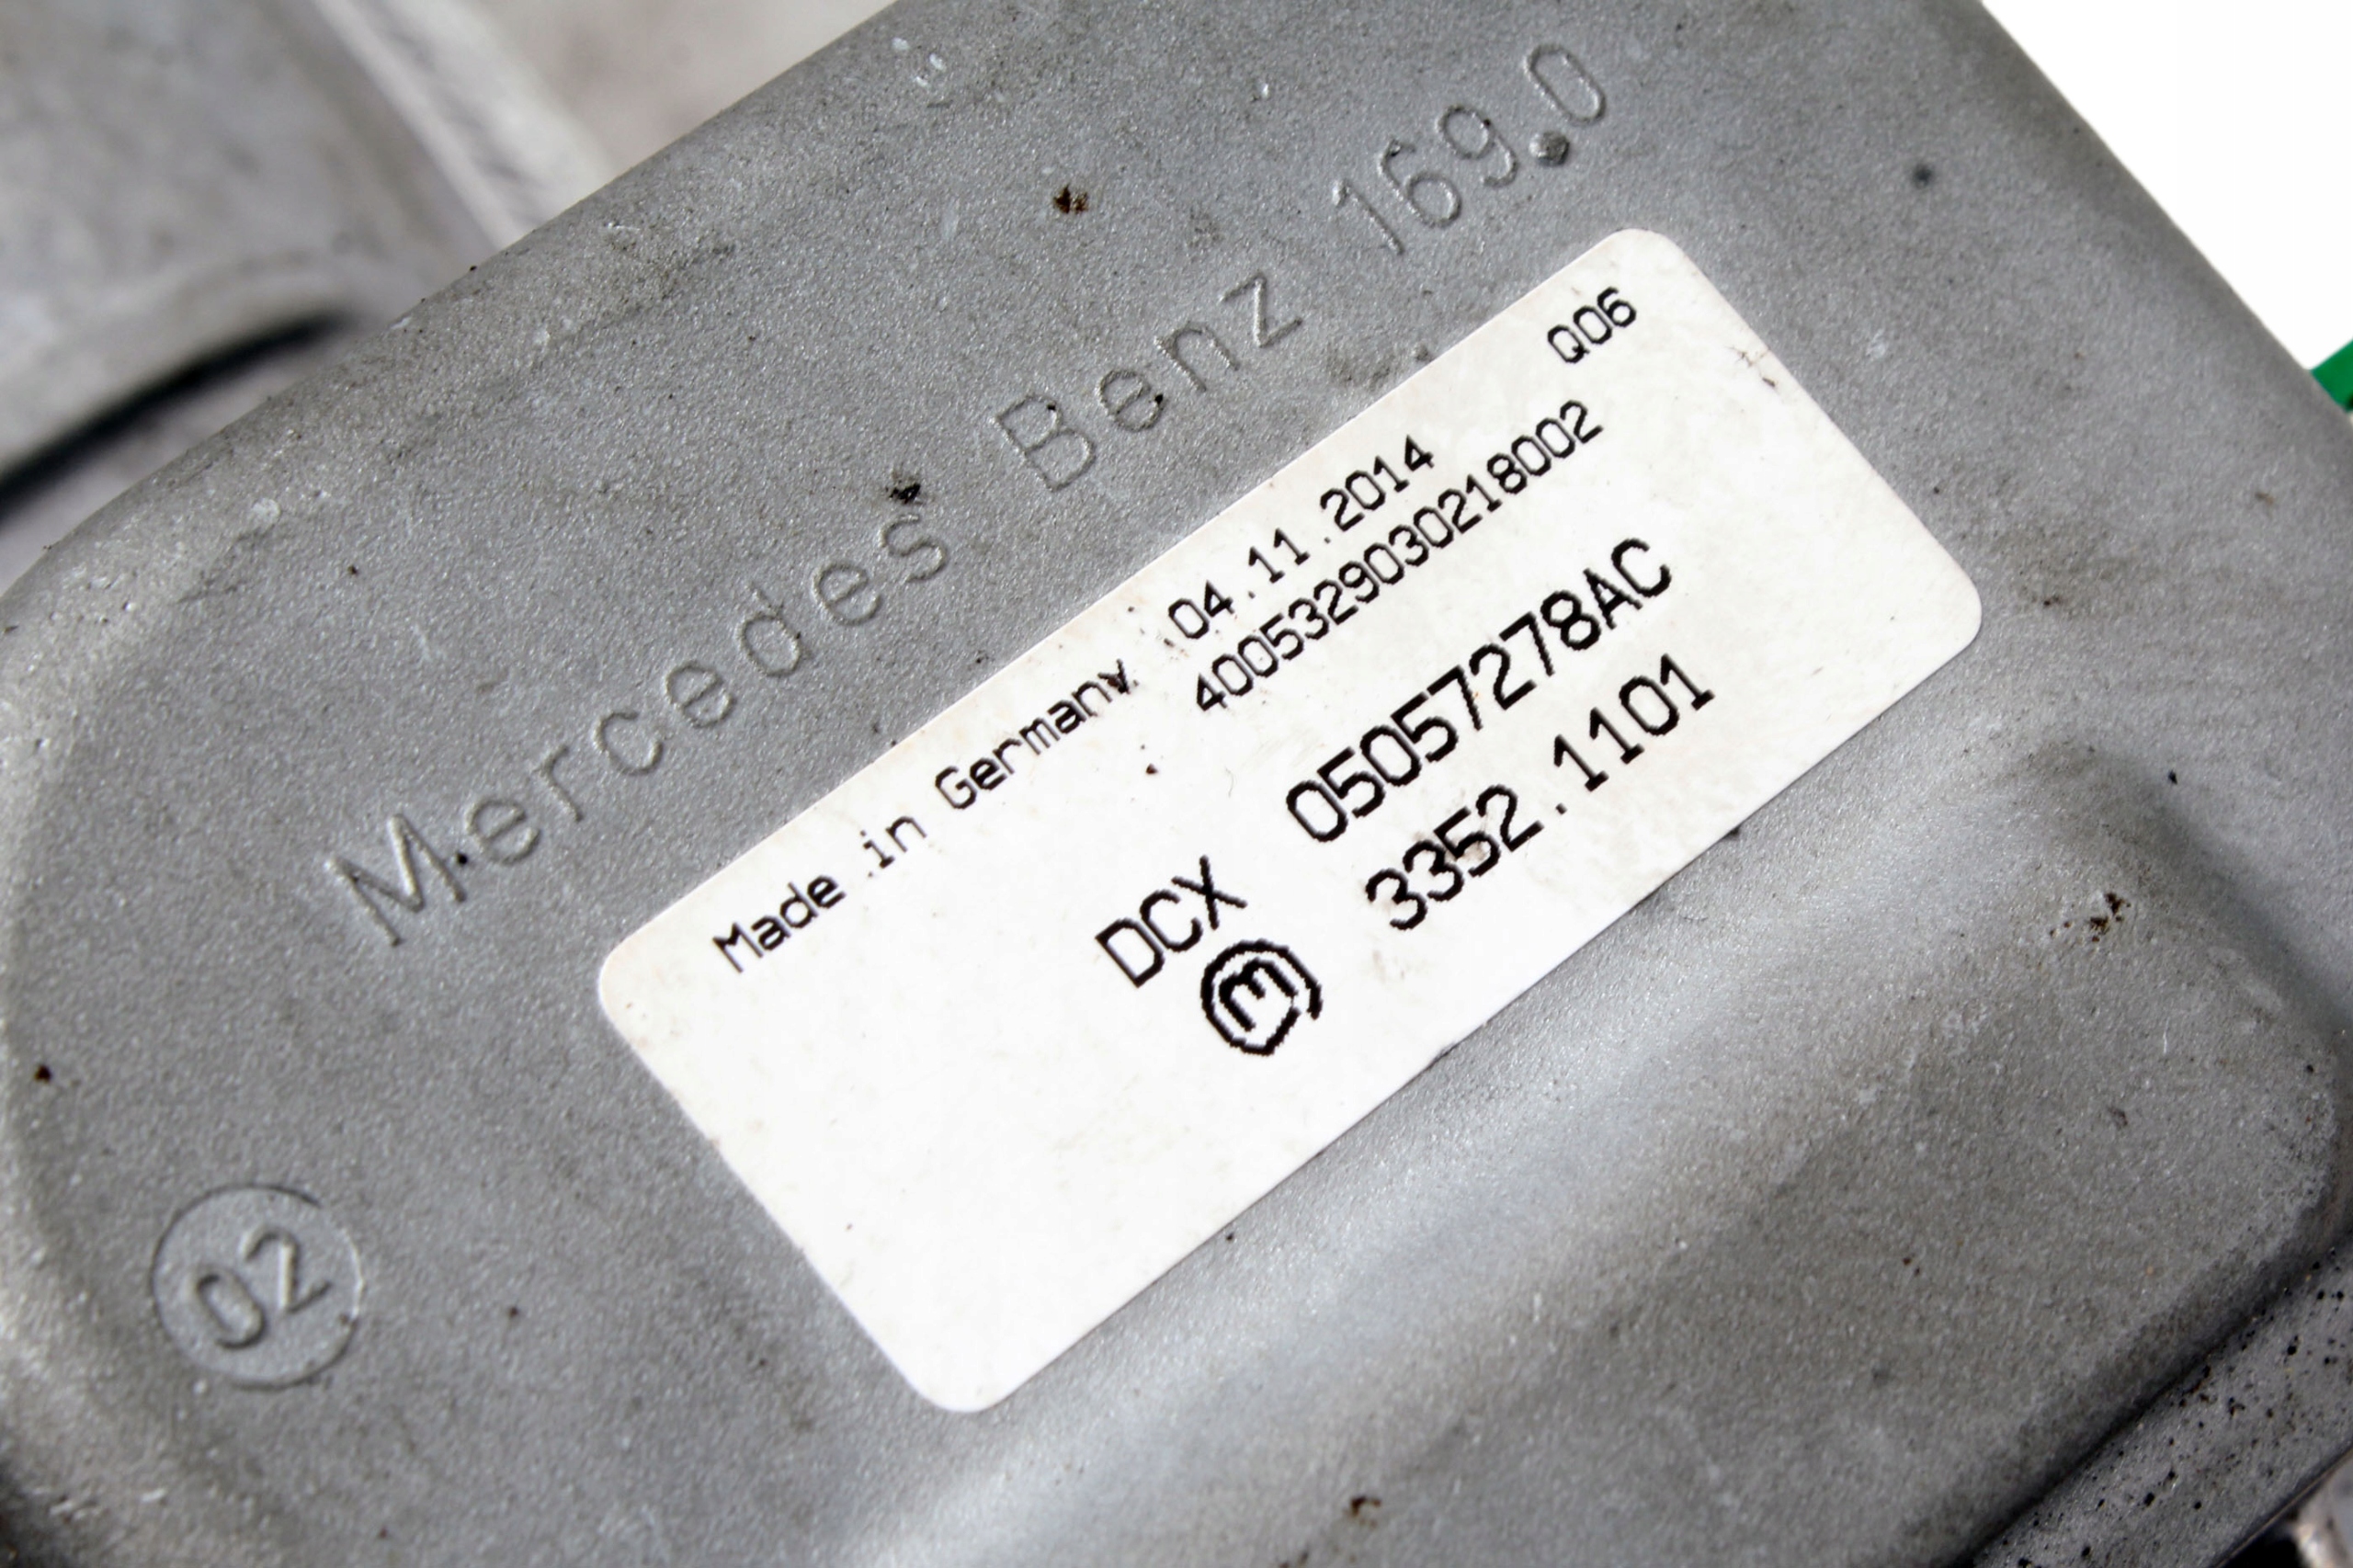 Mercedes Benz 169.0
Q06
Made in Germany 04.11.2014
4005329030218002
DCX 05057278AC
m 3352.1101
02